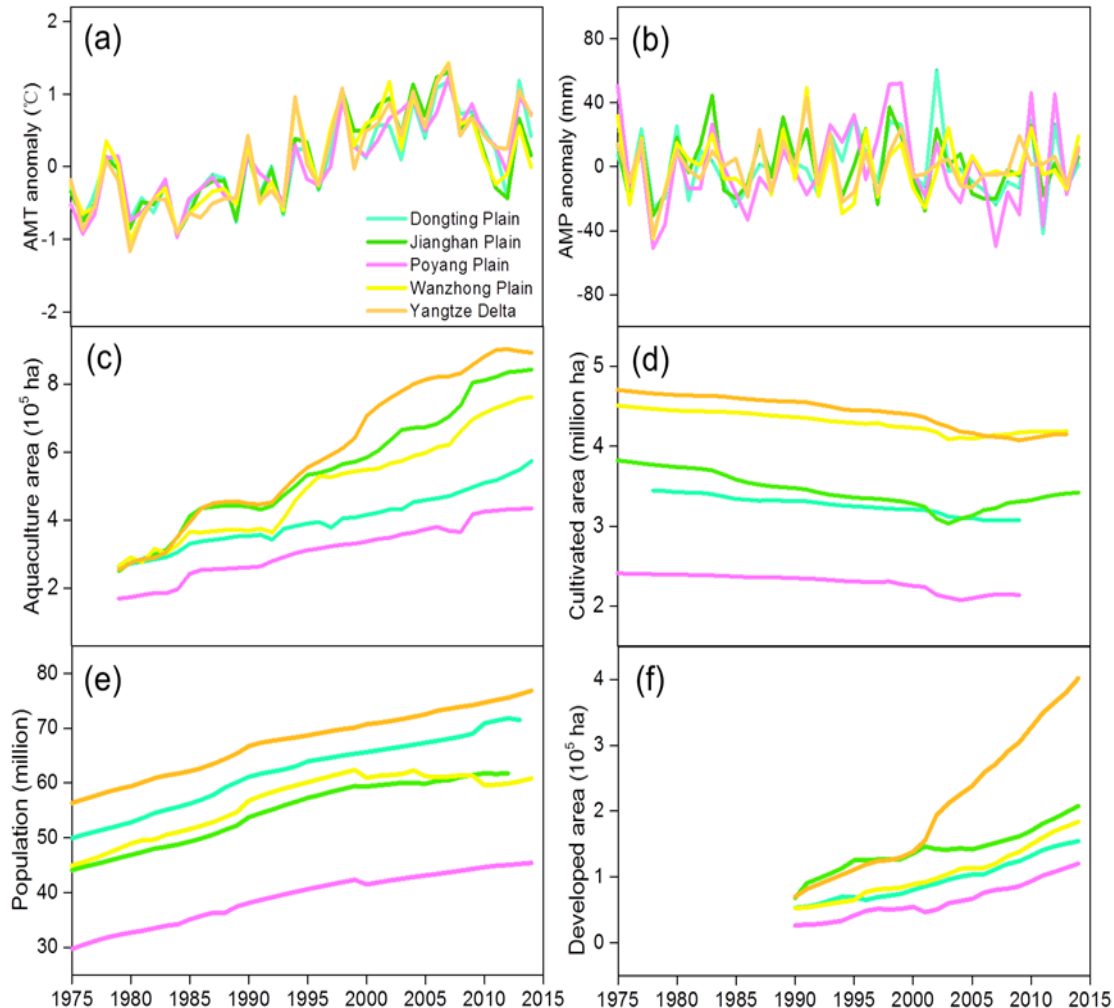 (a)
AMT anomaly (℃)
2
1
0
-1
-2
Dongting Plain
Jianghan Plain
Poyang Plain
Wanzhong Plain
Yangtze Delta
(b)
AMP anomaly (mm)
80
40
0
-40
-80
(c)
Aquaculture area (10⁵ ha)
8
6
4
2
(d)
Cultivated area (million ha)
5
4
3
2
(e)
Population (million)
80
70
60
50
40
30
1975 1980 1985 1990 1995 2000 2005 2010 2015
(f)
Developed area (10⁵ ha)
4
3
2
1
0
1975 1980 1985 1990 1995 2000 2005 2010 2015